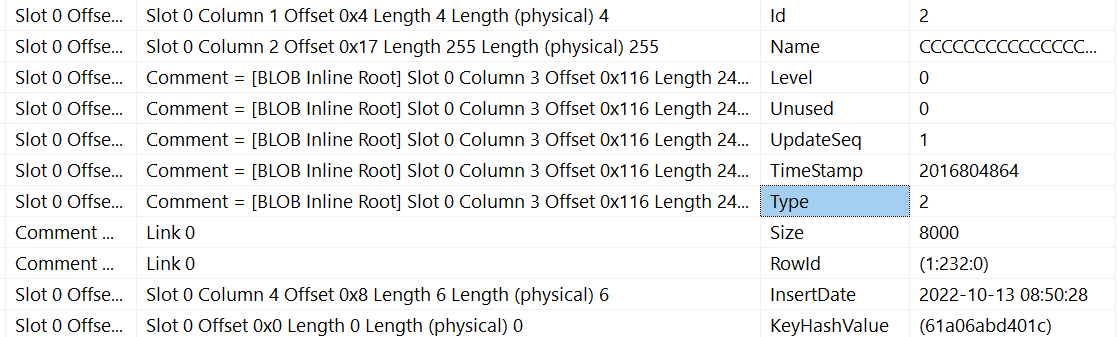 Slot 0 Offse... Slot 0 Column 1 Offset 0x4 Length 4 Length (physical) 4 Id 2
Slot 0 Offse... Slot 0 Column 2 Offset 0x17 Length 255 Length (physical) 255 Name CCCCCCCCCCCCCCC...
Slot 0 Offse... Comment = [BLOB Inline Root] Slot 0 Column 3 Offset 0x116 Length 24... Level 0
Slot 0 Offse... Comment = [BLOB Inline Root] Slot 0 Column 3 Offset 0x116 Length 24... Unused 0
Slot 0 Offse... Comment = [BLOB Inline Root] Slot 0 Column 3 Offset 0x116 Length 24... UpdateSeq 1
Slot 0 Offse... Comment = [BLOB Inline Root] Slot 0 Column 3 Offset 0x116 Length 24... TimeStamp 2016804864
Slot 0 Offse... Comment = [BLOB Inline Root] Slot 0 Column 3 Offset 0x116 Length 24... Type 2
Comment ... Link 0 Size 8000
Comment ... Link 0 RowId (1:232:0)
Slot 0 Offse... Slot 0 Column 4 Offset 0x8 Length 6 Length (physical) 6 InsertDate 2022-10-13 08:50:28
Slot 0 Offse... Slot 0 Offset 0x0 Length 0 Length (physical) 0 KeyHashValue (61a06abd401c)